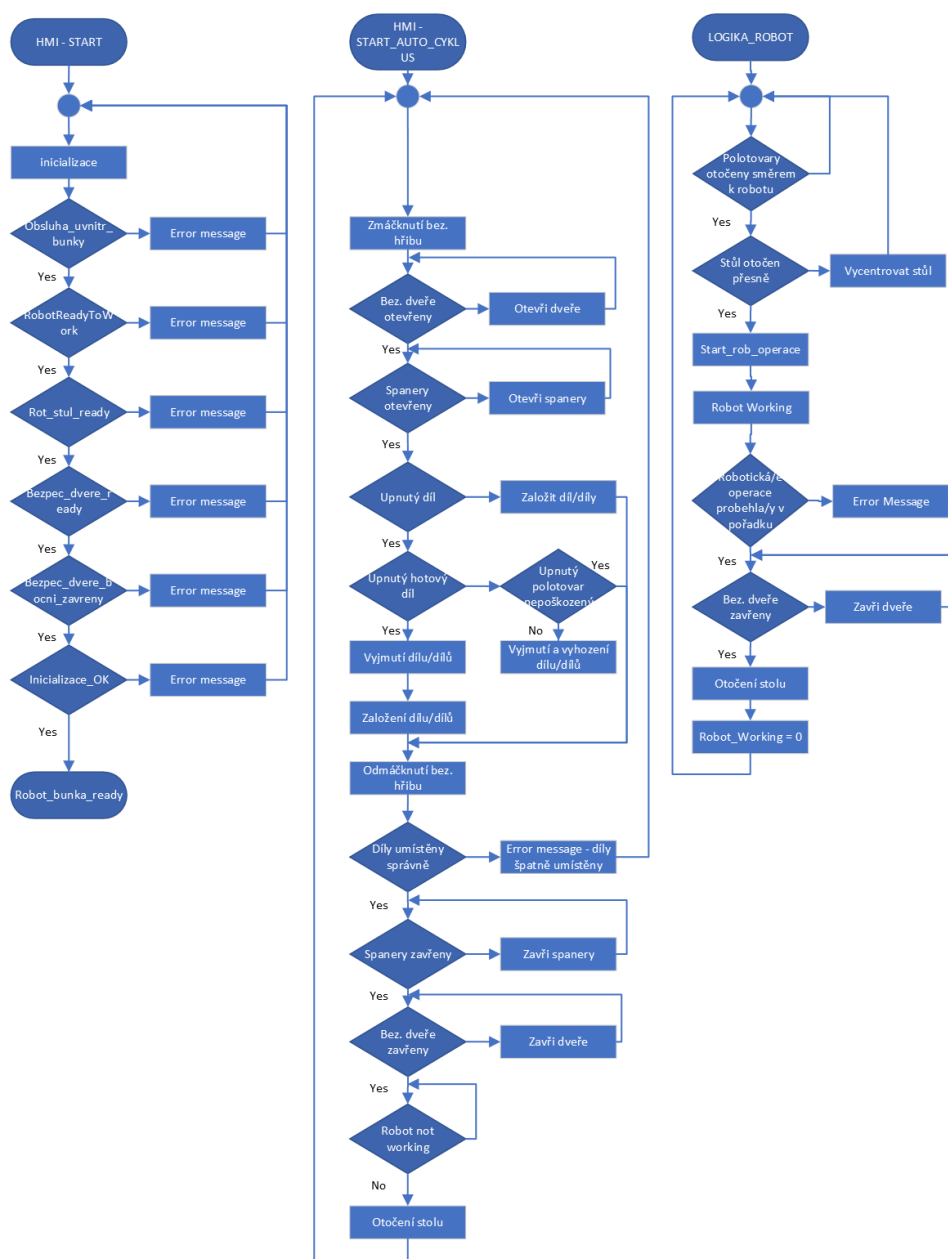 HMI - START
inicializace
Obsluha_uvnitr_
bunky
Error message
Yes
RobotReadyToW
ork
Error message
Yes
Rot_stul_ready
Error message
Yes
Bezpec_dvere_r
eady
Error message
Yes
Bezpec_dvere_b
ocni_zavreny
Error message
Yes
Inicializace_OK
Error message
Yes
Robot_bunka_ready
HMI -
START_AUTO_CYKL
US
Zmáčknutí bez.
hřibu
Bez. dveře
otevřeny
Otevři dveře
Yes
Spanery
otevřeny
Otevři spanery
Yes
Upnutý díl
Založit díl/díly
Yes
Upnutý hotový
díl
Upnutý
polotovar
nepoškozený
Yes
Yes
No
Vyjmutí dílu/dílů
Vyjmutí a vyhození
dílu/dílů
Založení dílu/dílů
Odmáčknutí bez.
hřibu
Díly umístěny
správně
Error message - díly
špatně umístěny
Yes
Spanery zavřeny
Zavři spanery
Yes
Bez. dveře
zavřeny
Zavři dveře
Yes
Robot not
working
No
Otočení stolu
LOGIKA_ROBOT
Polotovary
otočeny směrem
k robotu
Yes
Stůl otočen
přesně
Vycentrovat stůl
Yes
Start_rob_operace
Robot Working
Robotická/é
operace
probehla/y v
pořádku
Error Message
Yes
Bez. dveře
zavřeny
Zavři dveře
Yes
Otočení stolu
Robot_Working = 0